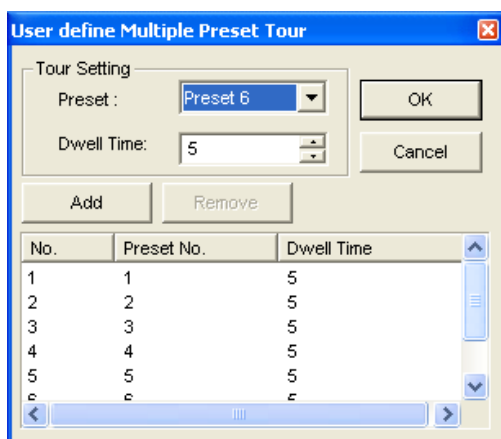 User define Multiple Preset Tour
Tour Setting
Preset : Preset 6 OK
Dwell Time: 5 Cancel
Add Remove
No. Preset No. Dwell Time
1 1 5
2 2 5
3 3 5
4 4 5
5 5 5